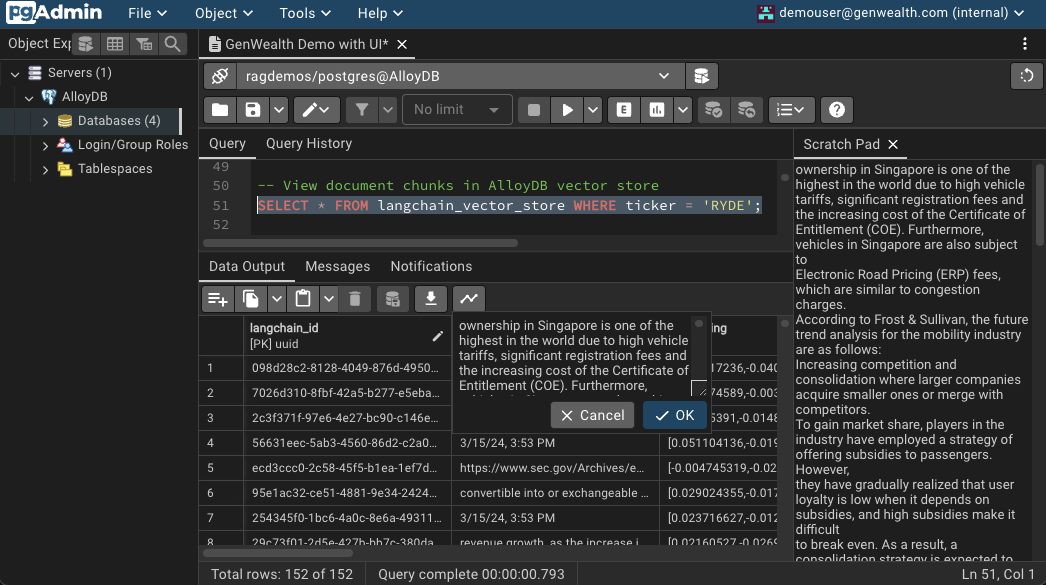 pgAdmin File Object Tools Help demouser@genwealth.com (internal)
Object Exp
GenWealth Demo with UI*
Servers (1)
AlloyDB
Databases (4)
Login/Group Roles
Tablespaces
ragdemos/postgres@AlloyDB
No limit
E
Query Query History
49
50 -- View document chunks in AlloyDB vector store
51 SELECT * FROM langchain_vector_store WHERE ticker = 'RYDE';
52
Data Output Messages Notifications
langchain_id
[PK] uuid
ownership in Singapore is one of the
highest in the world due to high vehicle
tariffs, significant registration fees and
the increasing cost of the Certificate of
Entitlement (COE). Furthermore,
Cancel OK
ing
1 098d28c2-8128-4049-876d-4950... 17236,-0.040
2 7026d310-8fbf-42a5-b277-e5eba... 74589,-0.003
3 2c3f371f-97e6-4e27-bc90-c146e... 5391,-0.0148
4 56631eec-5ab3-4560-86d2-c2a0... 3/15/24, 3:53 PM [0.051104136,-0.019
5 ecd3ccc0-2c58-45f5-b1ea-1ef7d... https://www.sec.gov/Archives/e... [-0.004745319,-0.02
6 95e1ac32-ce51-4881-9e34-2424... convertible into or exchangeable ... [0.029024355,-0.017
7 254345f0-1bc6-4a0c-8e6a-49311... 3/15/24, 3:53 PM [0.023716627,-0.012
8 29c73f01-2d5e-427b-bb7c-380da revenue growth, as the increase i [0.02160527,-0.0269
Scratch Pad
ownership in Singapore is one of the
highest in the world due to high vehicle
tariffs, significant registration fees and
the increasing cost of the Certificate of
Entitlement (COE). Furthermore,
vehicles in Singapore are also subject
to
Electronic Road Pricing (ERP) fees,
which are similar to congestion
charges.
According to Frost & Sullivan, the future
trend analysis for the mobility industry
are as follows:
Increasing competition and
consolidation where larger companies
acquire smaller ones or merge with
competitors.
To gain market share, players in the
industry have employed a strategy of
offering subsidies to passengers.
However,
they have gradually realized that user
loyalty is low when it depends on
subsidies, and high subsidies make it
difficult
to break even. As a result, a
consolidation strategy is expected to
Total rows: 152 of 152 Query complete 00:00:00.793 Ln 51, Col 1